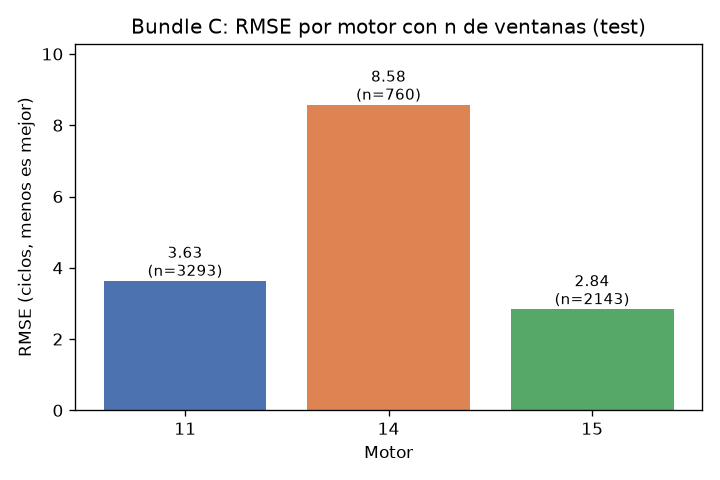 Bundle C: RMSE por motor con n de ventanas (test)
RMSE (ciclos, menos es mejor)
10
8
6
4
2
0
3.63
(n=3293)
8.58
(n=760)
2.84
(n=2143)
11
14
15
Motor